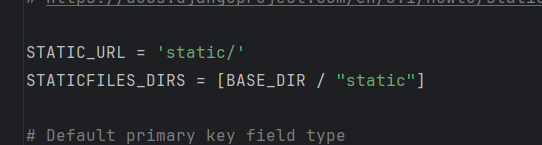 STATIC_URL = 'static/'
STATICFILES_DIRS = [BASE_DIR / "static"]
# Default primary key field type